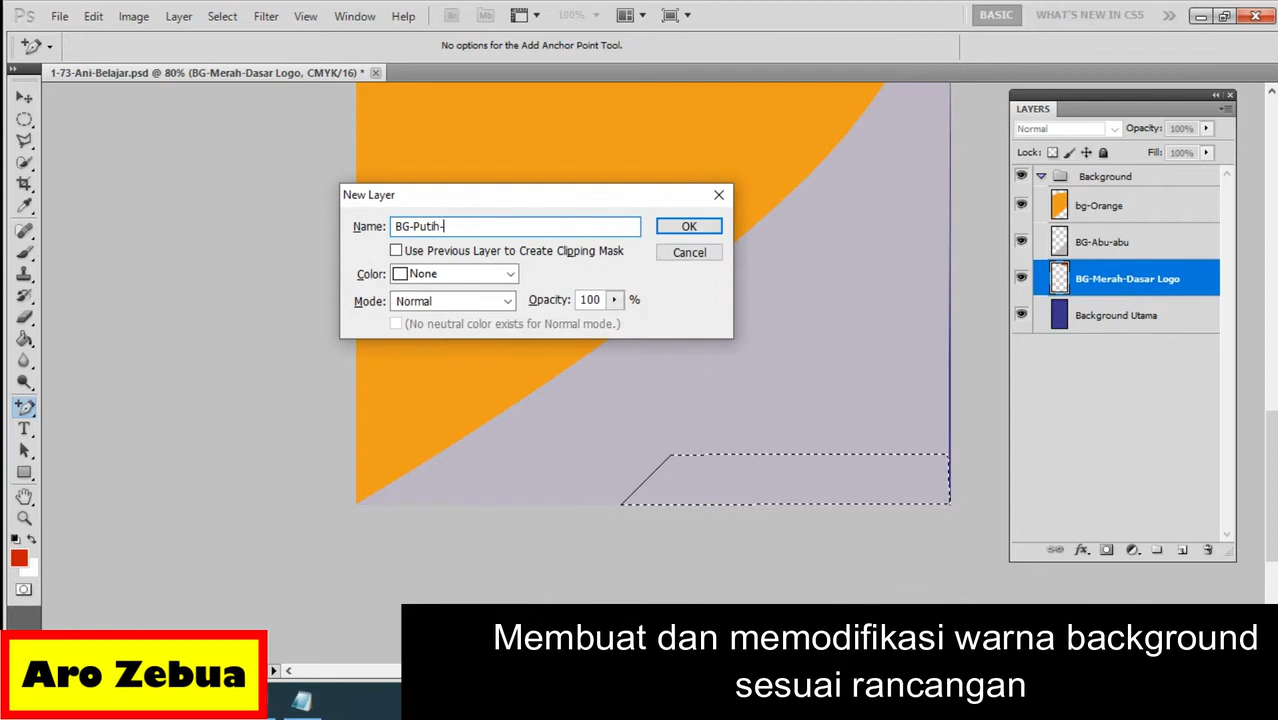 Ps File Edit Image Layer Select Filter View Window Help Br Mb 100% BASIC WHAT'S NEW IN CS5
No options for the Add Anchor Point Tool.
1-73-Ani-Belajar.psd @ 80% (BG-Merah-Dasar Logo, CMYK/16) *
LAYERS
Normal Opacity: 100%
Lock: Fill: 100%
Background
bg-Orange
BG-Abu-abu
BG-Merah-Dasar Logo
Background Utama
New Layer
Name: BG-Putih- OK
Use Previous Layer to Create Clipping Mask Cancel
Color: None
Mode: Normal Opacity: 100 %
(No neutral color exists for Normal mode.)
Aro Zebua
Membuat dan memodifikasi warna background
sesuai rancangan